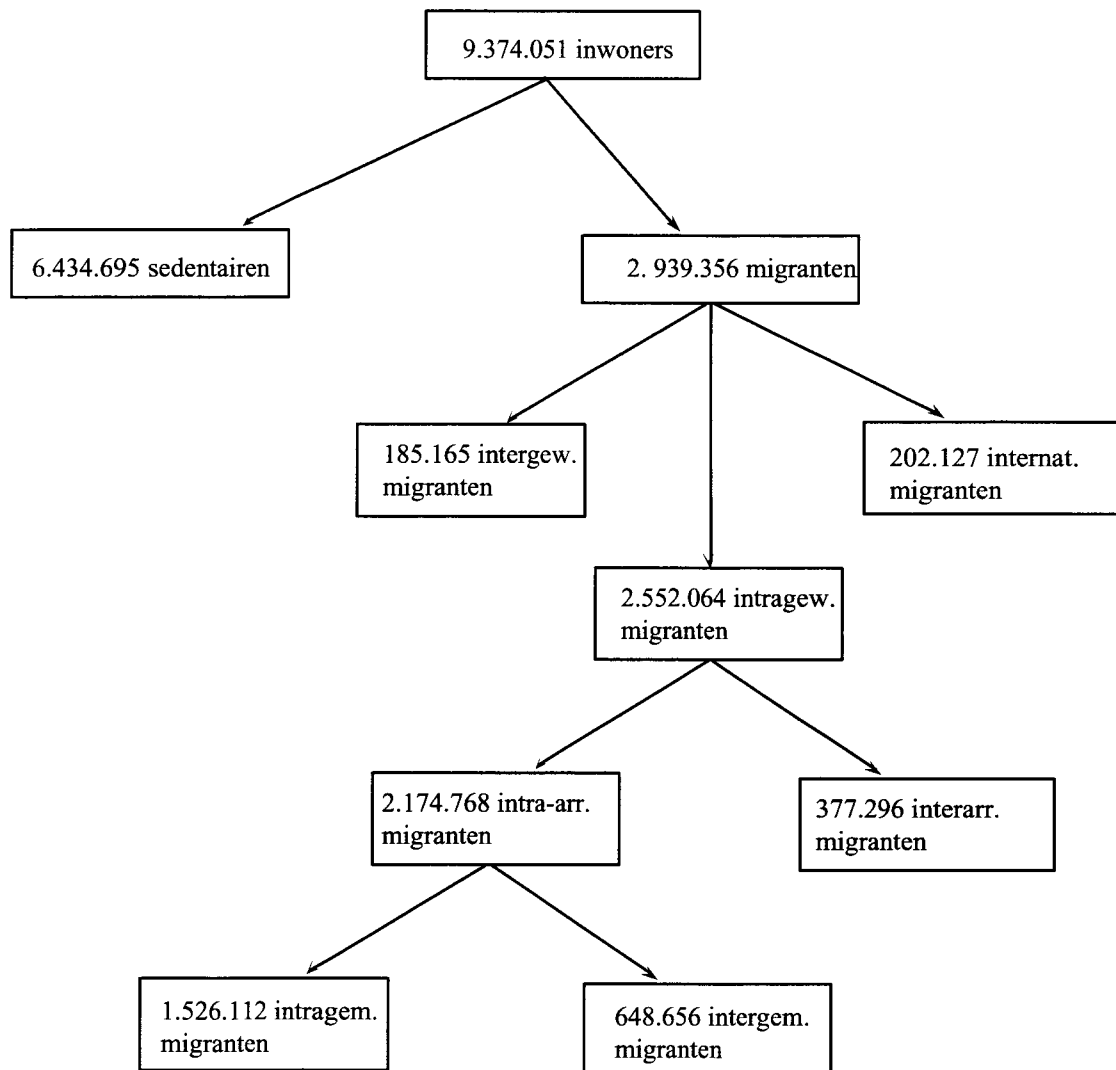 9.374.051 inwoners
6.434.695 sedentairen
2. 939.356 migranten
185.165 intergew.
migranten
202.127 internat.
migranten
2.552.064 intragew.
migranten
2.174.768 intra-arr.
migranten
377.296 interarr.
migranten
1.526.112 intragem.
migranten
648.656 intergem.
migranten